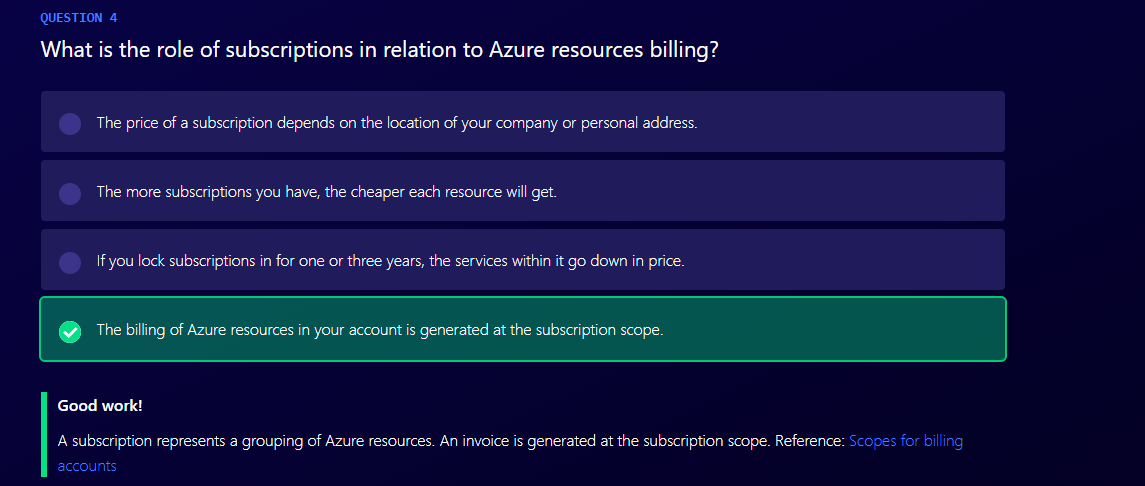 QUESTION 4
What is the role of subscriptions in relation to Azure resources billing?
The price of a subscription depends on the location of your company or personal address.
The more subscriptions you have, the cheaper each resource will get.
If you lock subscriptions in for one or three years, the services within it go down in price.
The billing of Azure resources in your account is generated at the subscription scope.
Good work!
A subscription represents a grouping of Azure resources. An invoice is generated at the subscription scope. Reference: Scopes for billing
accounts